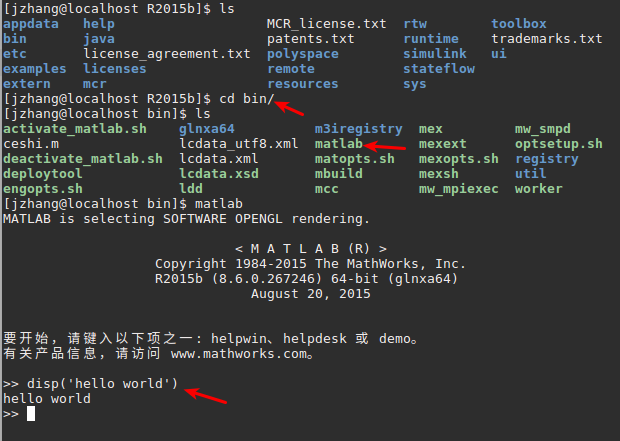 [jzhang@localhost R2015b]$ ls
appdata   help                   MCR_license.txt  rtw        toolbox
bin       java                   patents.txt      runtime    trademarks.txt
etc       license_agreement.txt  polyspace        simulink   ui
examples  licenses               remote           stateflow
extern    mcr                    resources        sys
[jzhang@localhost R2015b]$ cd bin/
[jzhang@localhost bin]$ ls
activate_matlab.sh    glnxa64          m3iregistry  mex          mw_smpd
ceshi.m               lcdata_utf8.xml  matlab       mexext       optsetup.sh
deactivate_matlab.sh  lcdata.xml       matopts.sh   mexopts.sh   registry
deploytool            lcdata.xsd       mbuild       mexsh        util
engopts.sh            ldd              mcc          mw_mpiexec   worker
[jzhang@localhost bin]$ matlab
MATLAB is selecting SOFTWARE OPENGL rendering.
< M A T L A B (R) >
Copyright 1984-2015 The MathWorks, Inc.
R2015b (8.6.0.267246) 64-bit (glnxa64)
August 20, 2015
要开始，请键入以下项之一: helpwin、helpdesk 或 demo。
有关产品信息，请访问 www.mathworks.com。
>> disp('hello world')
hello world
>>